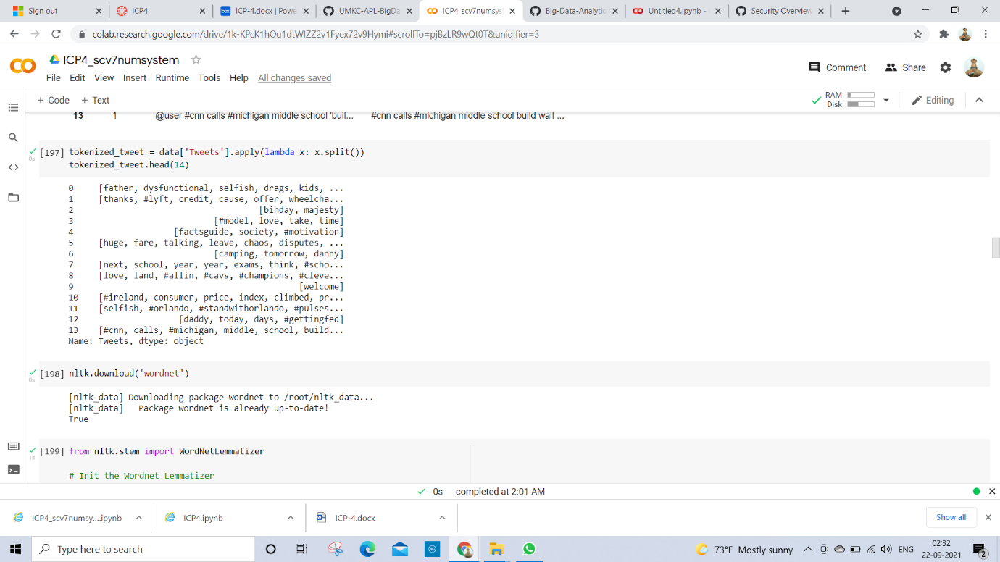 Sign out
ICP4
ICP-4.docx | Powe
UMKC-APL-BigDa
ICP4_scv7numsys
Big-Data-Analytic
Untitled4.ipynb -
Security Overview
colab.research.google.com/drive/1k-KPcK1hOu1dtWIZZ2v1Fyex72v9Hymi#scrollTo=pjBzLR9wQt0T&uniqifier=3
ICP4_scv7numsystem
File Edit View Insert Runtime Tools Help All changes saved
Comment Share
+ Code + Text
RAM
Disk
Editing
13 1 @user #cnn calls #michigan middle school 'buil... #cnn calls #michigan middle school build wall ...
[197] tokenized_tweet = data['Tweets'].apply(lambda x: x.split())
0s
tokenized_tweet.head(14)
0 [father, dysfunctional, selfish, drags, kids, ...
1 [thanks, #lyft, credit, cause, offer, wheelcha...
2 [bihday, majesty]
3 [#model, love, take, time]
4 [factsguide, society, #motivation]
5 [huge, fare, talking, leave, chaos, disputes, ...
6 [camping, tomorrow, danny]
7 [next, school, year, year, exams, think, #scho...
8 [love, land, #allin, #cavs, #champions, #cleve...
9 [welcome]
10 [#ireland, consumer, price, index, climbed, pr...
11 [selfish, #orlando, #standwithorlando, #pulses...
12 [daddy, today, days, #gettingfed]
13 [#cnn, calls, #michigan, middle, school, build...
Name: Tweets, dtype: object
[198] nltk.download('wordnet')
0s
[nltk_data] Downloading package wordnet to /root/nltk_data...
[nltk_data] Package wordnet is already up-to-date!
True
[199] from nltk.stem import WordNetLemmatizer
1s
# Init the Wordnet Lemmatizer
0s completed at 2:01 AM
ICP4_scv7numsy....ipynb
ICP4.ipynb
ICP-4.docx
Show all
Type here to search
73°F Mostly sunny
ENG
02:32
22-09-2021
2